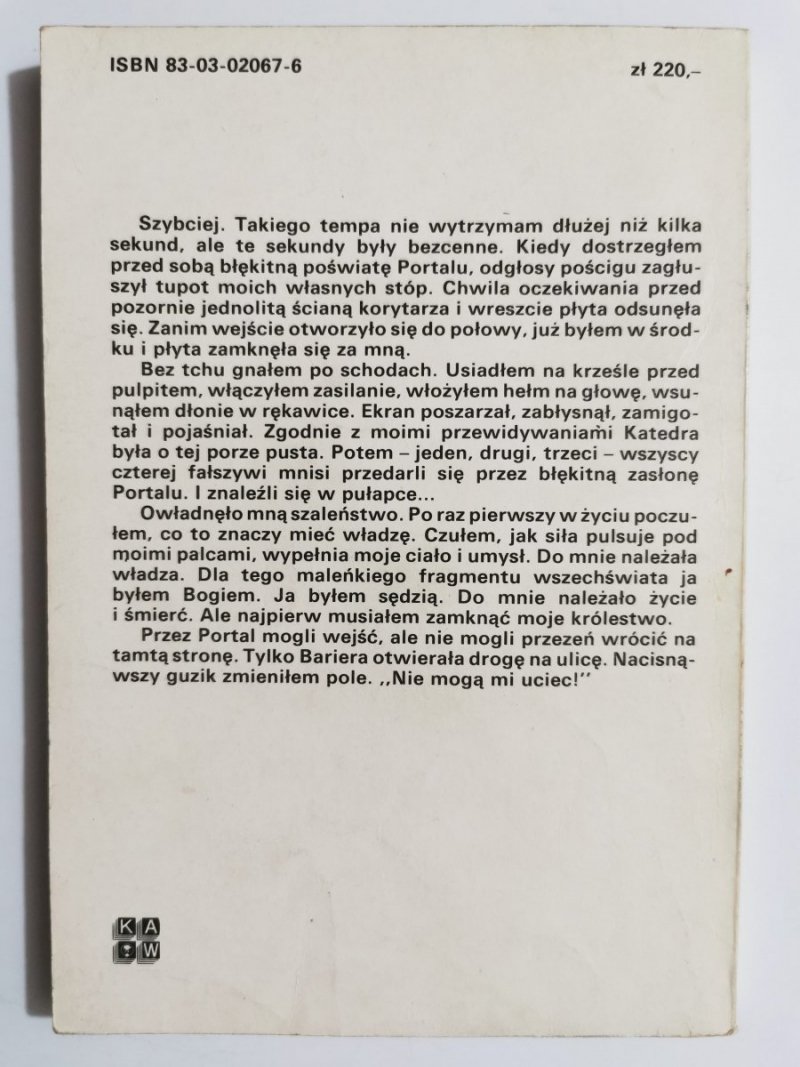 ISBN 83-03-02067-6
zł 220,–
Szybciej. Takiego tempa nie wytrzymam dłużej niż kilka
sekund, ale te sekundy były bezcenne. Kiedy dostrzegłem
przed sobą błękitną poświatę Portalu, odgłosy pościgu zagłu-
szył tupot moich własnych stóp. Chwila oczekiwania przed
pozornie jednolitą ścianą korytarza i wreszcie płyta odsunęła
się. Zanim wejście otworzyło się do połowy, już byłem w środ-
ku i płyta zamknęła się za mną.
Bez tchu gnałem po schodach. Usiadłem na krześle przed
pulpitem, włączyłem zasilanie, włożyłem hełm na głowę, wsu-
nąłem dłonie w rękawice. Ekran poszarzał, zabłysnął, zamigo-
tał i pojaśniał. Zgodnie z moimi przewidywaniami Katedra
była o tej porze pusta. Potem – jeden, drugi, trzeci – wszyscy
czterej fałszywi mnisi przedarli się przez błękitną zasłonę
Portalu. I znaleźli się w pułapce...
Owładnęło mną szaleństwo. Po raz pierwszy w życiu poczu-
łem, co to znaczy mieć władzę. Czułem, jak siła pulsuje pod
moimi palcami, wypełnia moje ciało i umysł. Do mnie należała
władza. Dla tego maleńkiego fragmentu wszechświata ja
byłem Bogiem. Ja byłem sędzią. Do mnie należało życie
i śmierć. Ale najpierw musiałem zamknąć moje królestwo.
Przez Portal mogli wejść, ale nie mogli przezeń wrócić na
tamtą stronę. Tylko Bariera otwierała drogę na ulicę. Nacisną-
wszy guzik zmieniłem pole. „Nie mogą mi uciec!”
K A
W